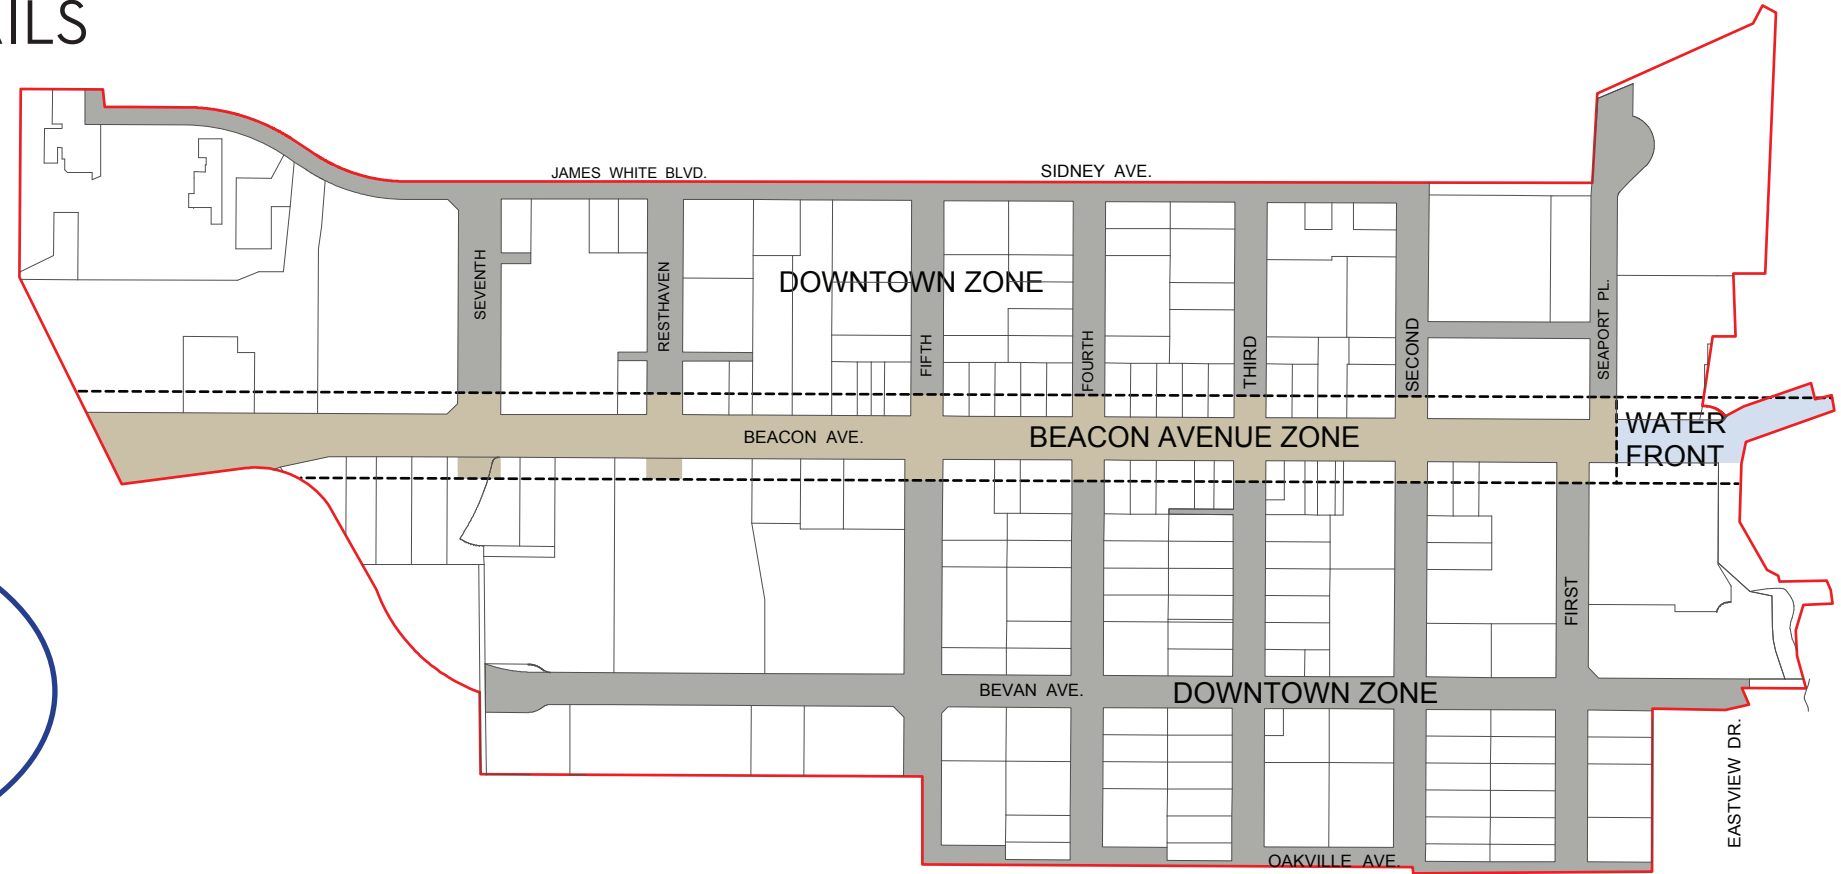 AILS
JAMES WHITE BLVD.
SIDNEY AVE.
SEVENTH
RESTHAVEN
DOWNTOWN ZONE
FIFTH
FOURTH
THIRD
SECOND
SEAPORT PL.
BEACON AVE.
BEACON AVENUE ZONE
WATER
FRONT
FIRST
BEVAN AVE.
DOWNTOWN ZONE
EASTVIEW DR.
OAKVILLE AVE.